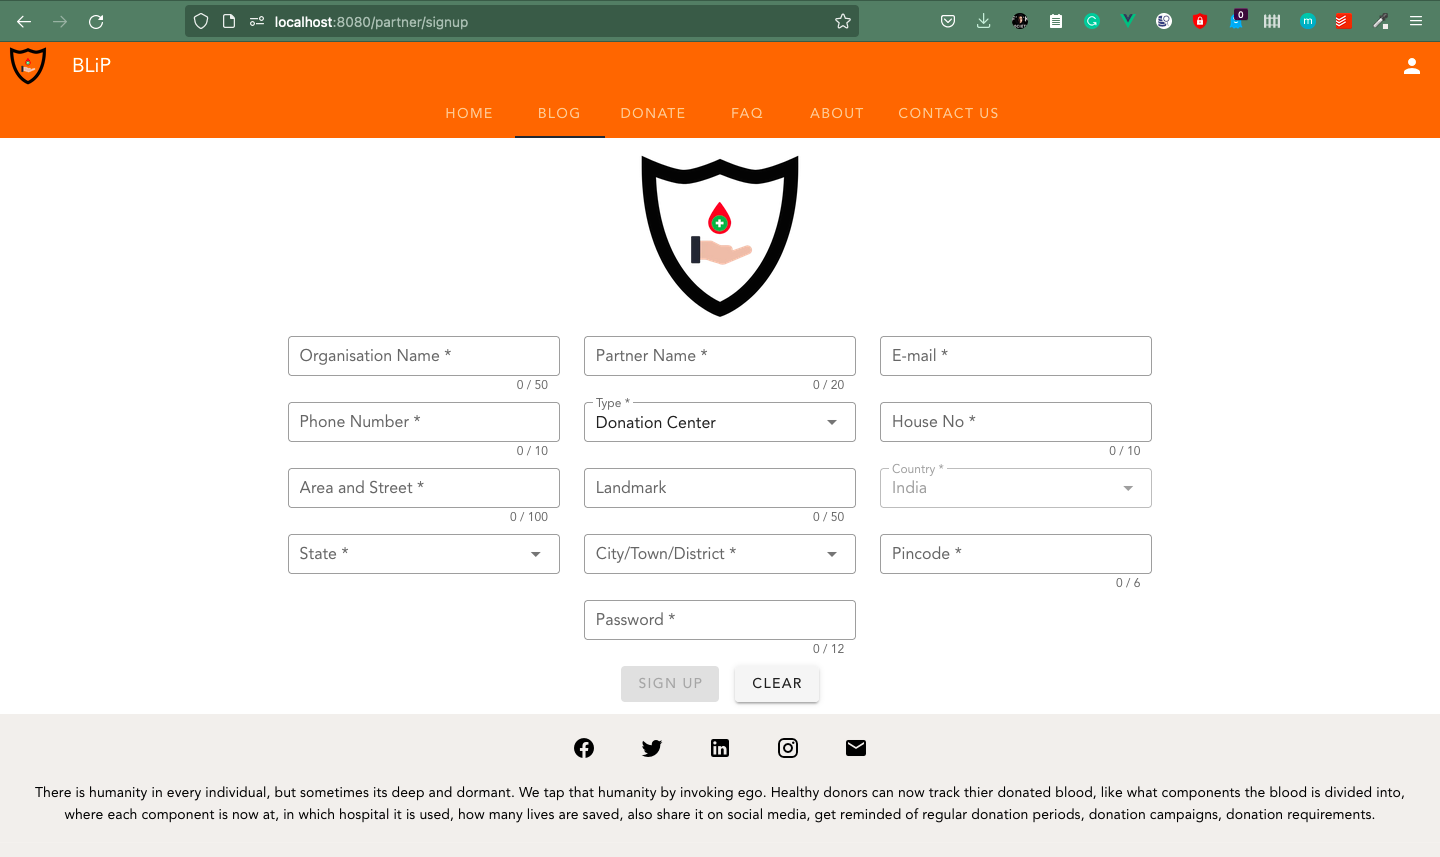 localhost:8080/partner/signup
0
m
BLiP
HOME BLOG DONATE FAQ ABOUT CONTACT US
Organisation Name * Partner Name * E-mail *
0 / 50 0 / 20
Phone Number * Type * Donation Center House No *
0 / 10 0 / 10
Area and Street * Landmark Country * India
0 / 100 0 / 50
State * City/Town/District * Pincode *
0 / 6
Password *
0 / 12
SIGN UP CLEAR
There is humanity in every individual, but sometimes its deep and dormant. We tap that humanity by invoking ego. Healthy donors can now track thier donated blood, like what components the blood is divided into,
where each component is now at, in which hospital it is used, how many lives are saved, also share it on social media, get reminded of regular donation periods, donation campaigns, donation requirements.